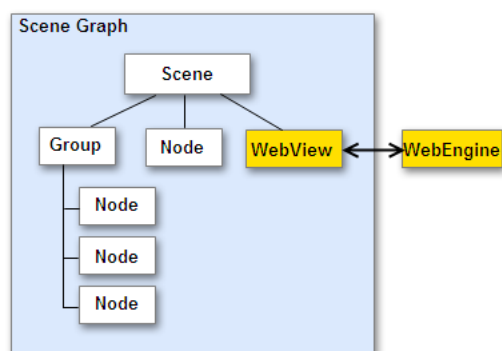 Scene Graph
Scene
Group
Node
WebView
WebEngine
Node
Node
Node